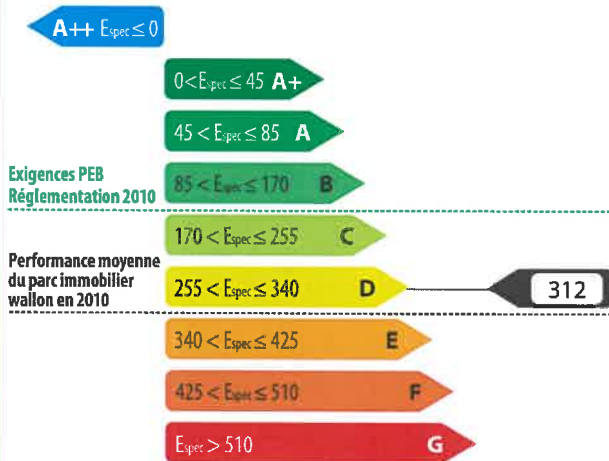 A++ Espec ≤ 0
0 < Espec ≤ 45 A+
45 < Espec ≤ 85 A
85 < Espec ≤ 170 B
Exigences PEB
Réglementation 2010
170 < Espec ≤ 255 C
Performance moyenne
du parc immobilier
wallon en 2010
255 < Espec ≤ 340 D
312
340 < Espec ≤ 425 E
425 < Espec ≤ 510 F
Espec > 510 G